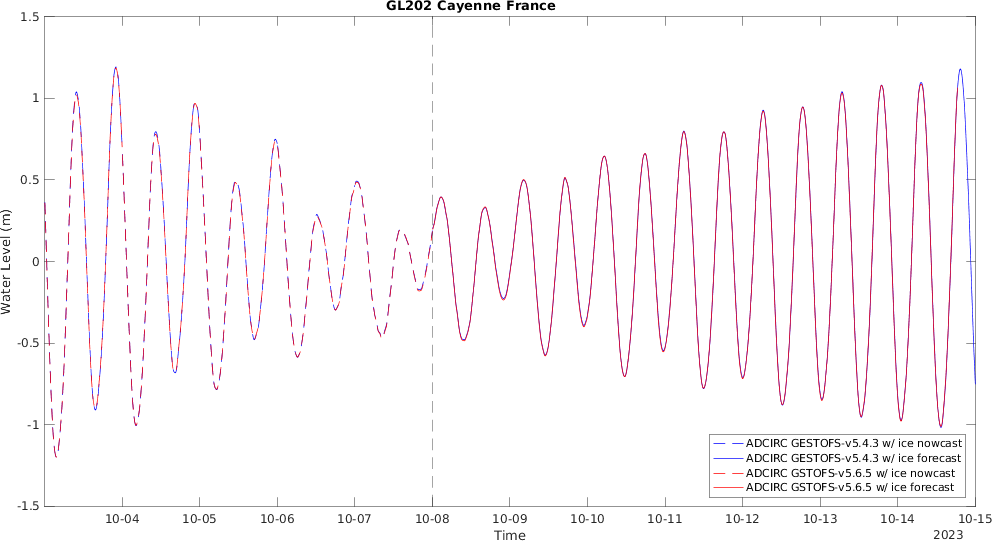 GL202 Cayenne France
1.5
1
0.5
0
-0.5
-1
-1.5
Water Level (m)
10-04 10-05 10-06 10-07 10-08 10-09 10-10 10-11 10-12 10-13 10-14 10-15
Time
2023
ADCIRC GESTOFS-v5.4.3 w/ ice nowcast
ADCIRC GESTOFS-v5.4.3 w/ ice forecast
ADCIRC GSTOFS-v5.6.5 w/ ice nowcast
ADCIRC GSTOFS-v5.6.5 w/ ice forecast